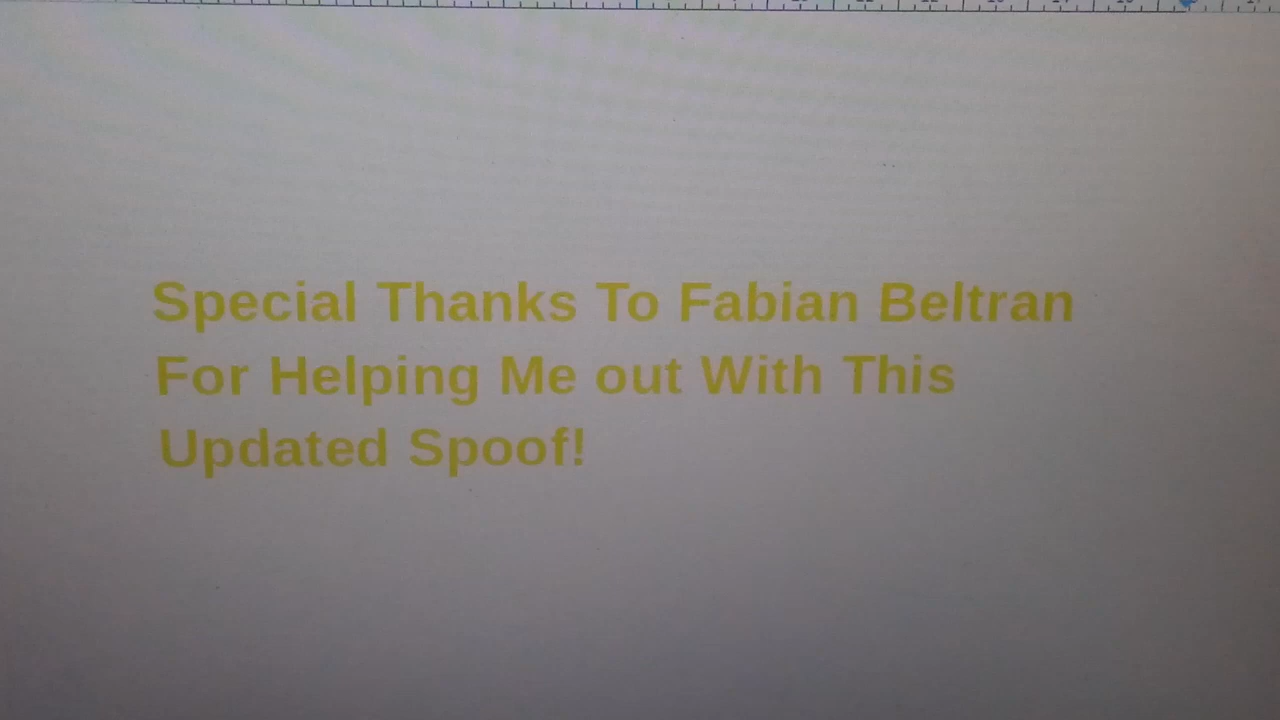 Special Thanks To Fabian Beltran
For Helping Me out With This
Updated Spoof!